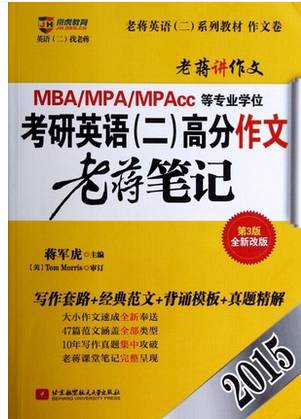 京虎教育
JLDEDU.CN
英语（二）找老蒋
老蒋英语（二）系列教材 作文卷
老蒋讲作文
MBA/MPA/MPAcc 等专业学位
考研英语（二）高分作文
老蒋笔记
第3版
全新改版
蒋军虎◎主编
［美］Tom Morris◎审订
写作套路+经典范文+背诵模板+真题精解
大小作文速成全新奉送
47篇范文涵盖全部类型
10年写作真题集中攻破
老蒋课堂笔记完整呈现
2015
北京航空航天大学出版社